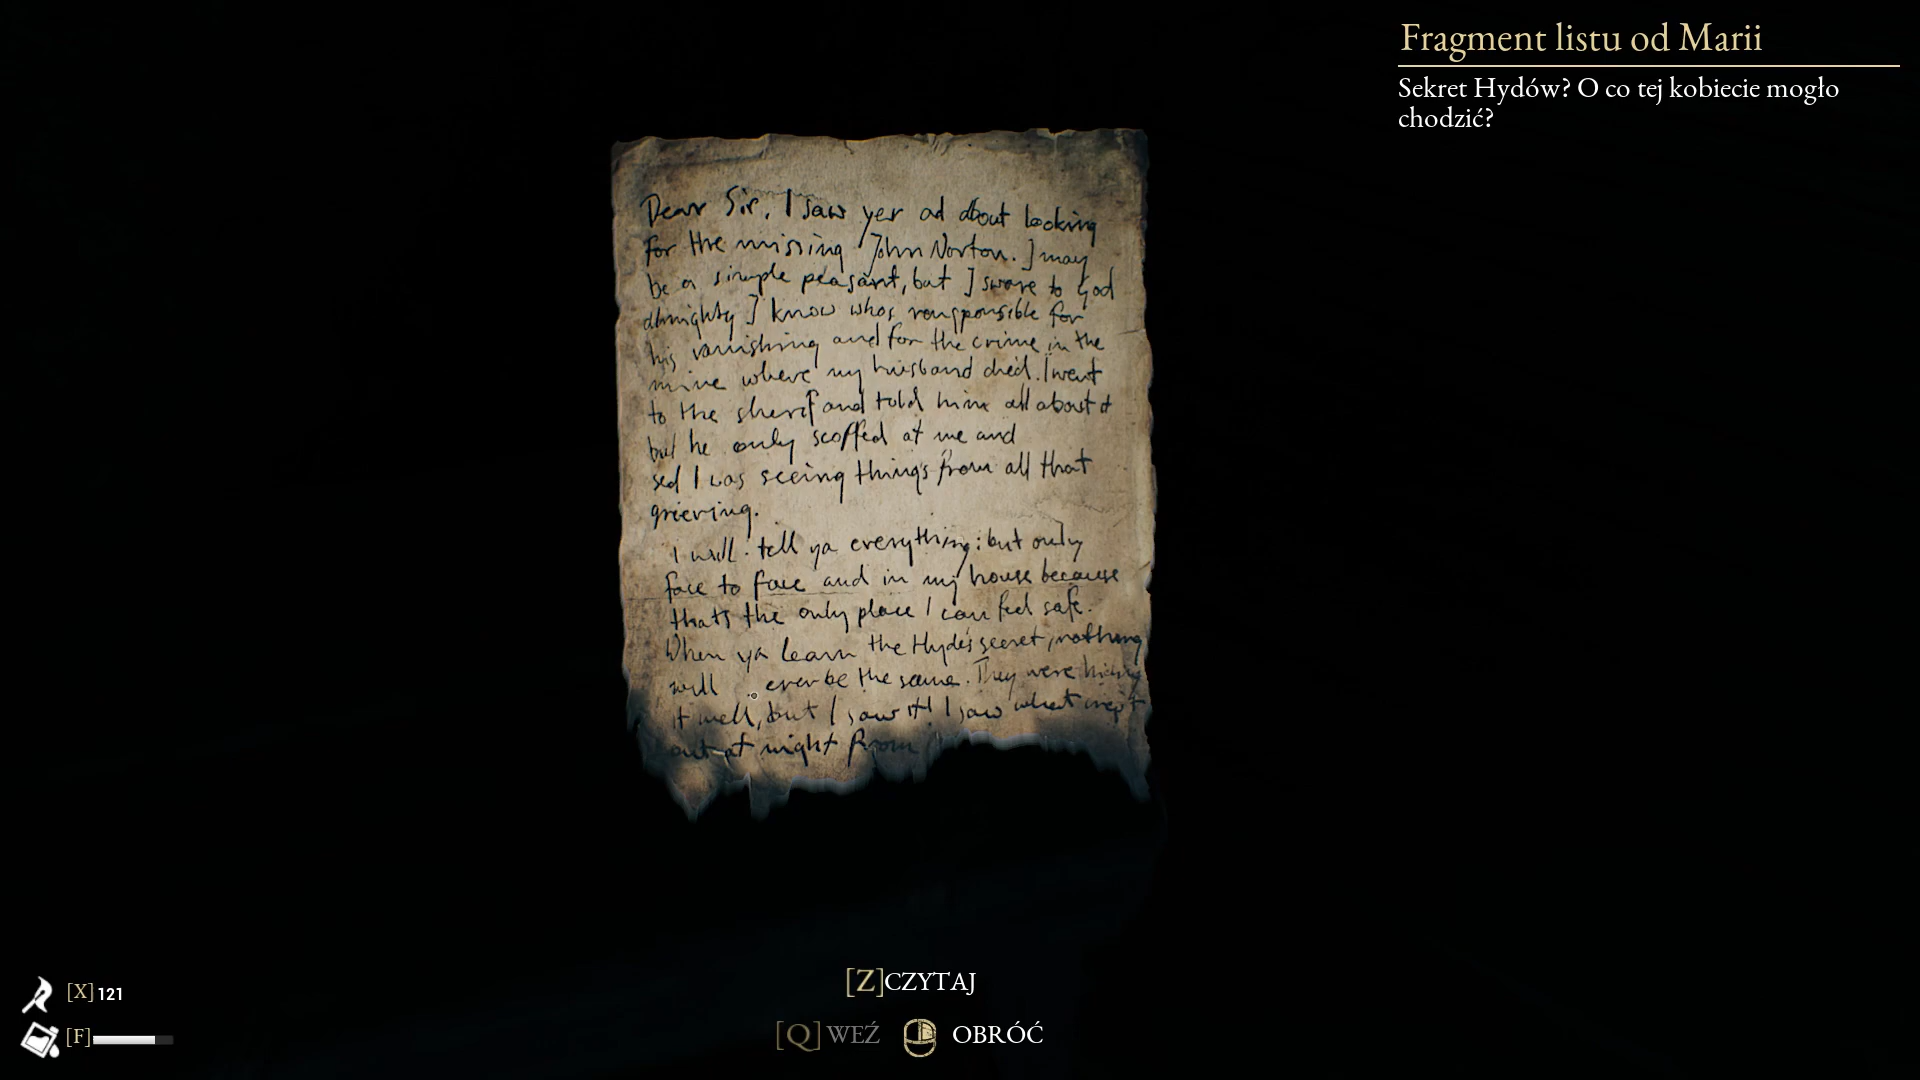 Fragment listu od Marii
Sekret Hydów? O co tej kobiecie mogło
chodzić?
Dear Sir, I saw yer ad about looking
for the missing John Norton. I may
be a simple peasant, but I swore to God
almighty I know whos rensponsible for
his vanishing and for the crime in the
mine where my husband died. I went
to the sherif and told him all about it
but he only scoffed at me and
sed I was seeing things from all that
grieving.
I will tell ya everything; but only
face to face and in my house because
thats the only place I can feel safe.
When ya learn the Hyde's secret, nothing
will ever be the same. They were hiding
it well, but I saw it! I saw what crept
out at night from
[X] 121
[F]
[Z] CZYTAJ
[Q] WEŹ OBRÓĆ